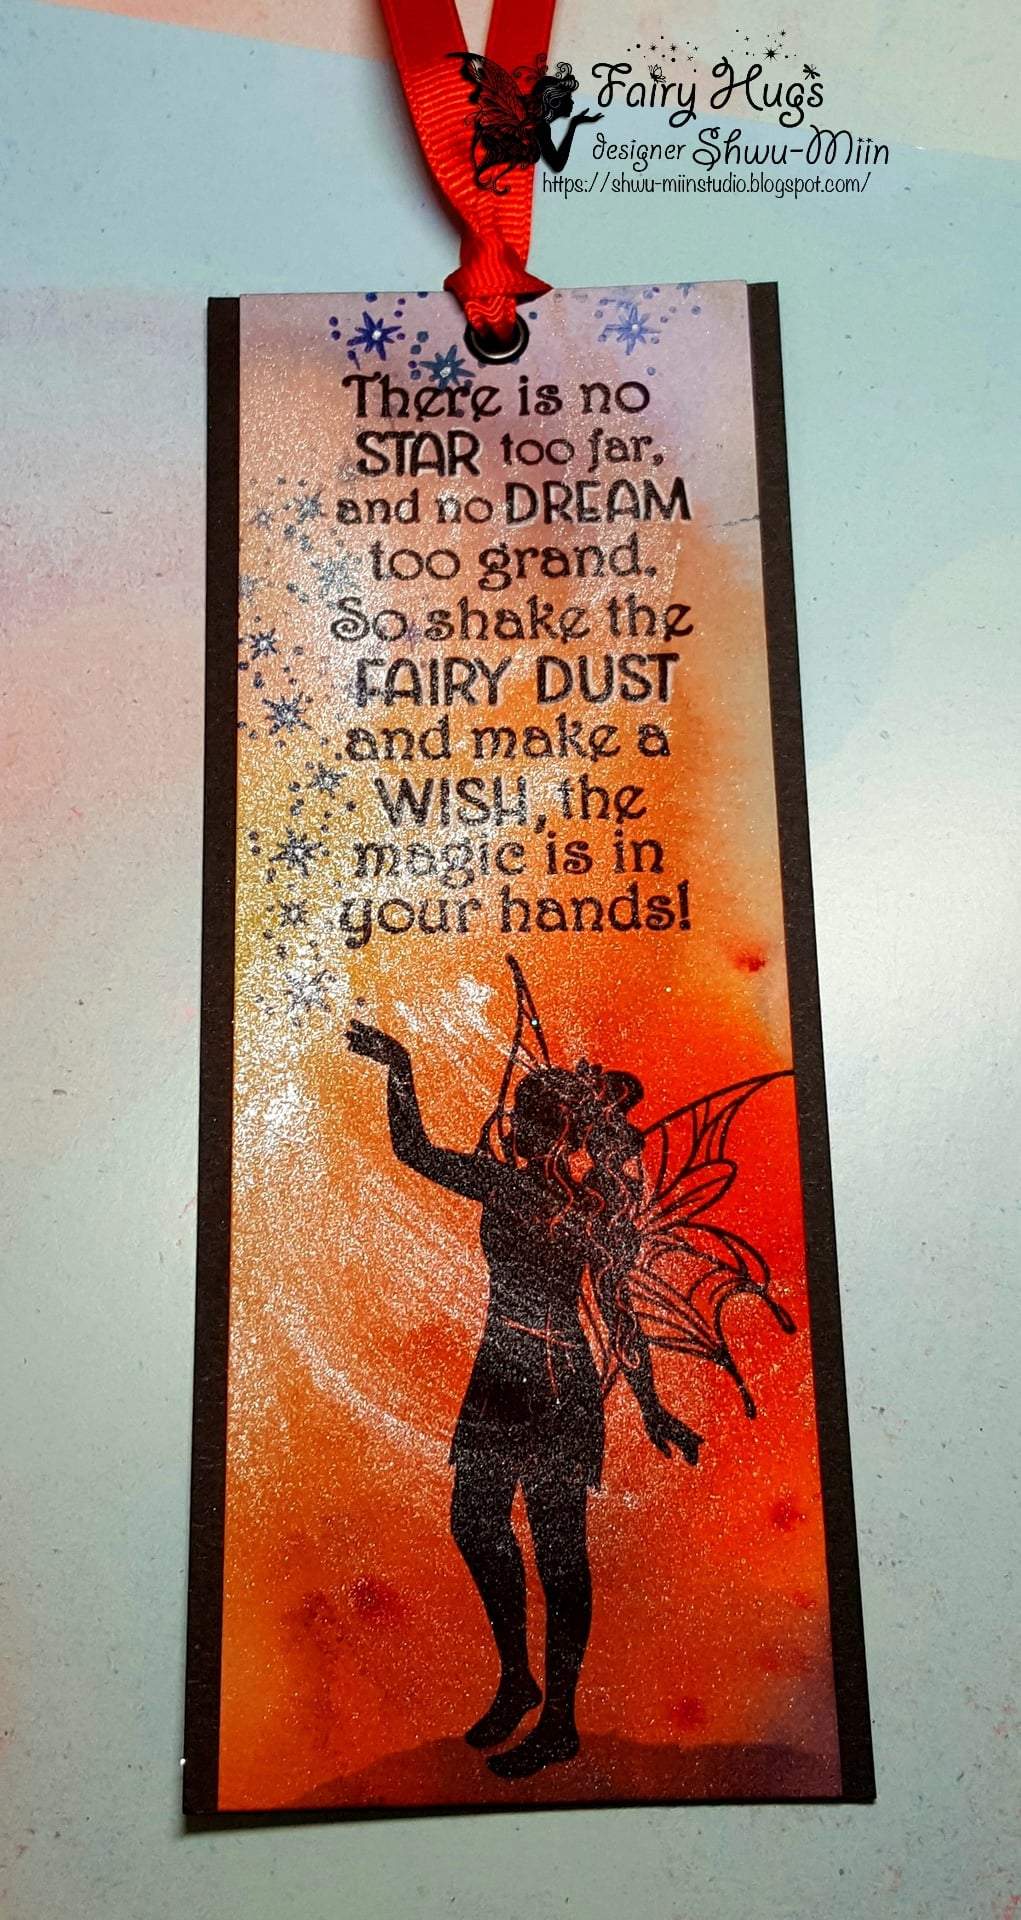 Fairy Hugs
designer Shwu-Miin
https://shwu-miinstudio.blogspot.com/
There is no
STAR too far,
and no DREAM
too grand.
So shake the
FAIRY DUST
and make a
WISH, the
magic is in
your hands!